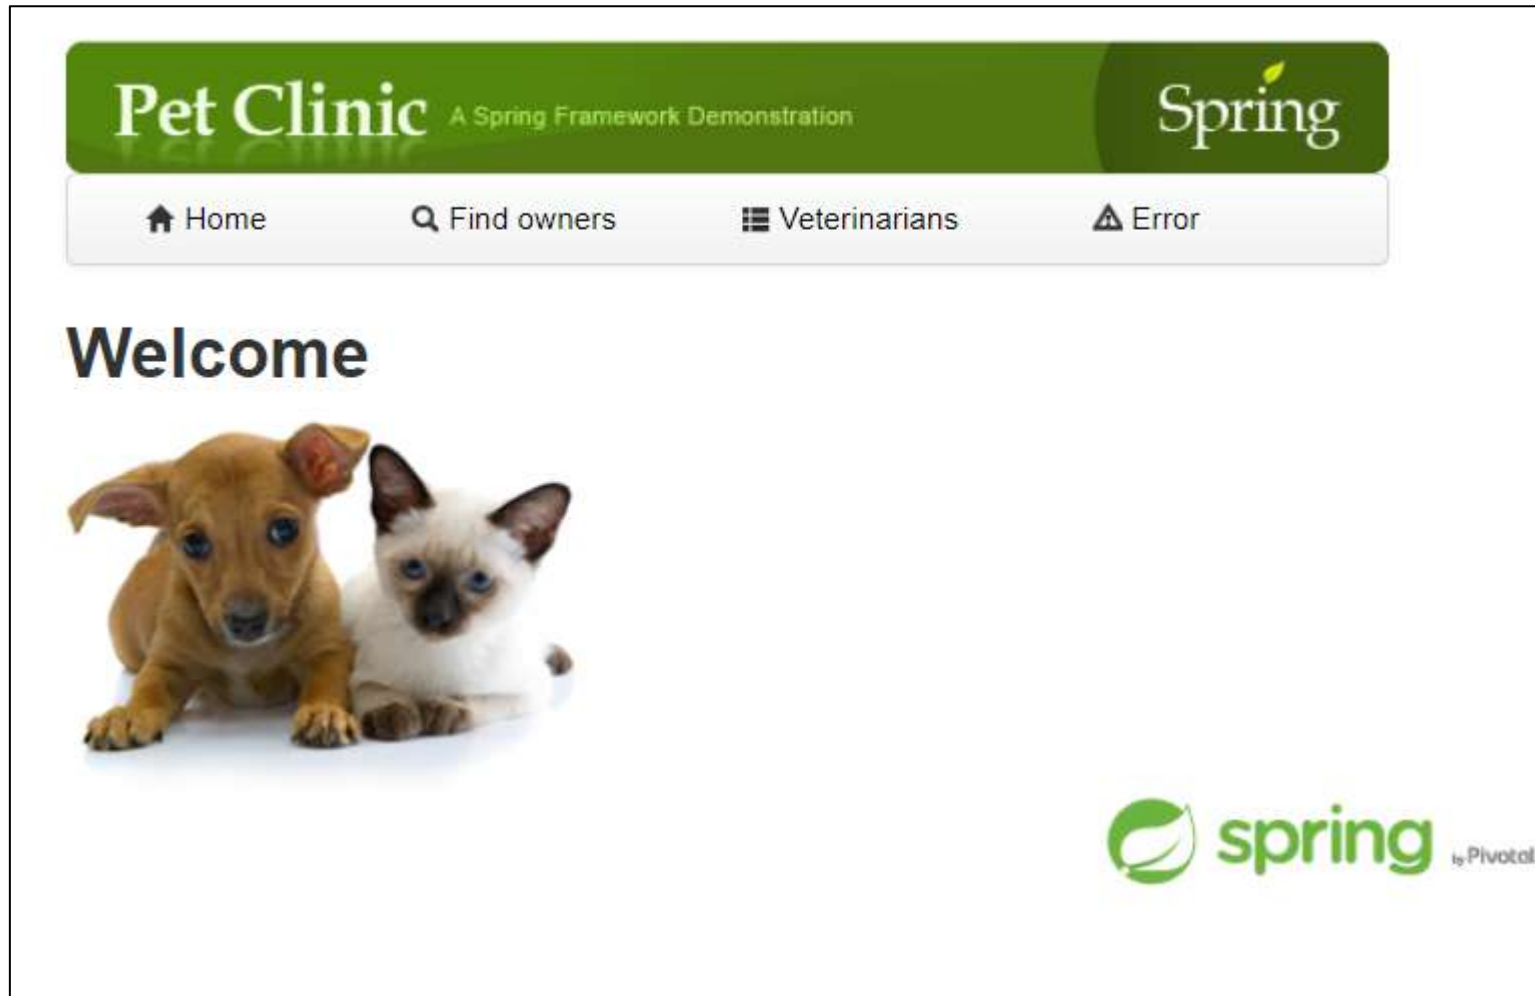 Pet Clinic A Spring Framework Demonstration Spring
Home Find owners Veterinarians Error
Welcome
spring by Pivotal